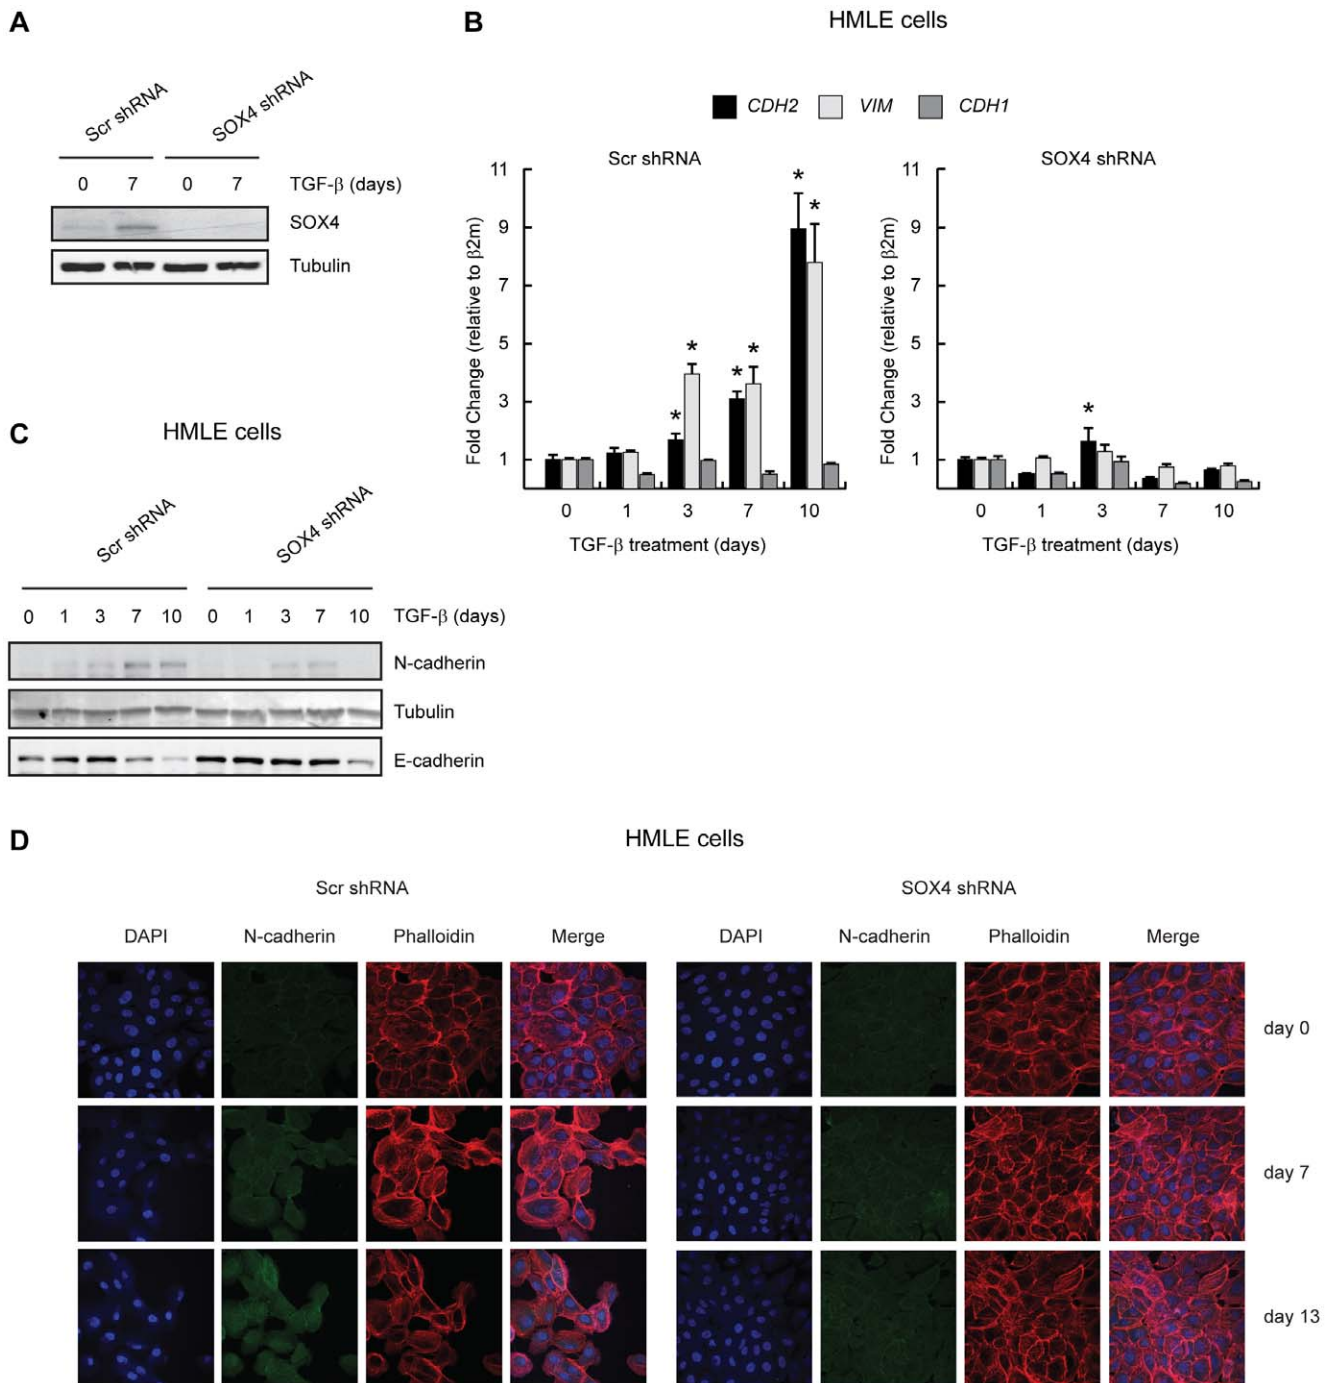 A
Scr shRNA
SOX4 shRNA
0 7 0 7 TGF-β (days)
SOX4
Tubulin
B
HMLE cells
CDH2 VIM CDH1
Scr shRNA
Fold Change (relative to β2m)
11
9
7
5
3
1
* * * * * *
0 1 3 7 10
TGF-β treatment (days)
SOX4 shRNA
Fold Change (relative to β2m)
11
9
7
5
3
1
*
0 1 3 7 10
TGF-β treatment (days)
C
HMLE cells
Scr shRNA
SOX4 shRNA
0 1 3 7 10 0 1 3 7 10 TGF-β (days)
N-cadherin
Tubulin
E-cadherin
D
HMLE cells
Scr shRNA SOX4 shRNA
DAPI N-cadherin Phalloidin Merge DAPI N-cadherin Phalloidin Merge
day 0
day 7
day 13